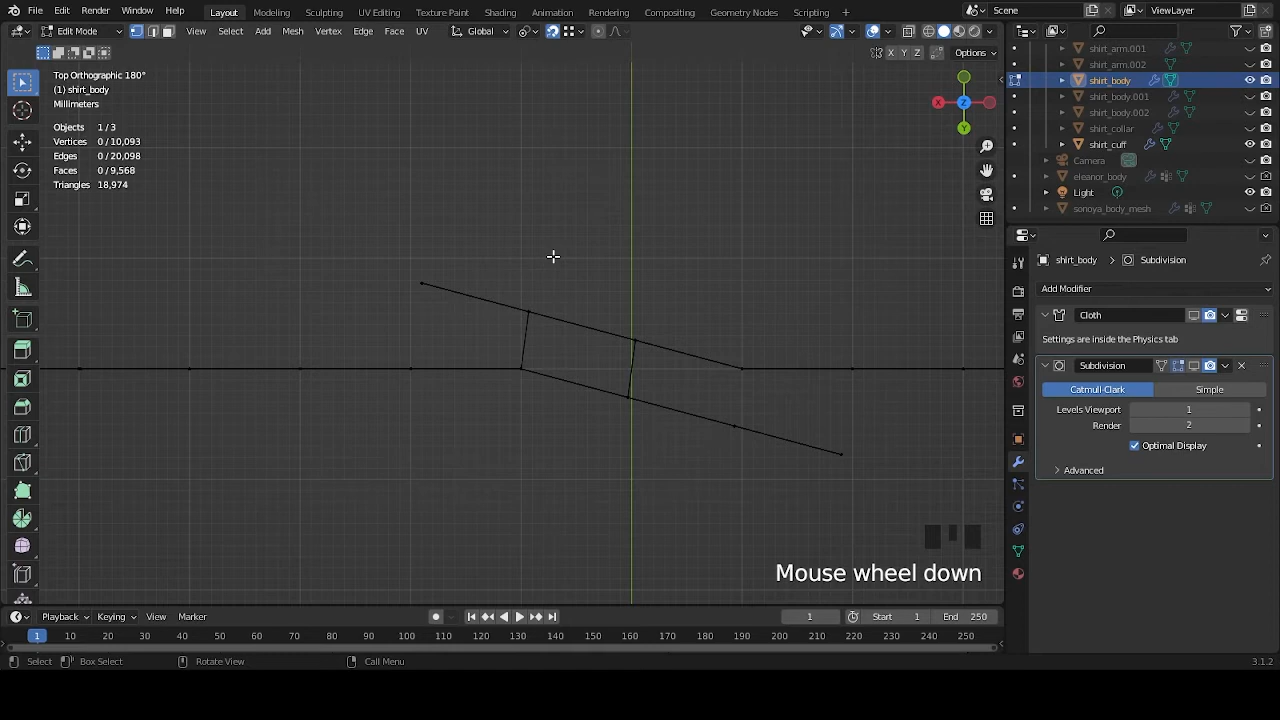 File Edit Render Window Help Layout Modeling Sculpting UV Editing Texture Paint Shading Animation Rendering Compositing Geometry Nodes Scripting + Scene ViewLayer
Edit Mode View Select Add Mesh Vertex Edge Face UV Global
X Y Z Options
Top Orthographic 180°
(1) shirt_body
Millimeters
Objects 1 / 3
Vertices 0 / 10,093
Edges 0 / 20,098
Faces 0 / 9,568
Triangles 18,974
X
Z
Y
shirt_arm.001
shirt_arm.002
shirt_body
shirt_body.001
shirt_body.002
shirt_collar
shirt_cuff
Camera
eleanor_body
Light
sonoya_body_mesh
shirt_body > Subdivision
Add Modifier
Cloth
Settings are inside the Physics tab
Subdivision
Catmull-Clark Simple
Levels Viewport 1
Render 2
Optimal Display
Advanced
Mouse wheel down
Playback Keying View Marker 1 Start 1 End 250
1 10 20 30 40 50 60 70 80 90 100 110 120 130 140 150 160 170 180 190 200 210 220 230 240 250
Select Box Select Rotate View Call Menu 3.1.2